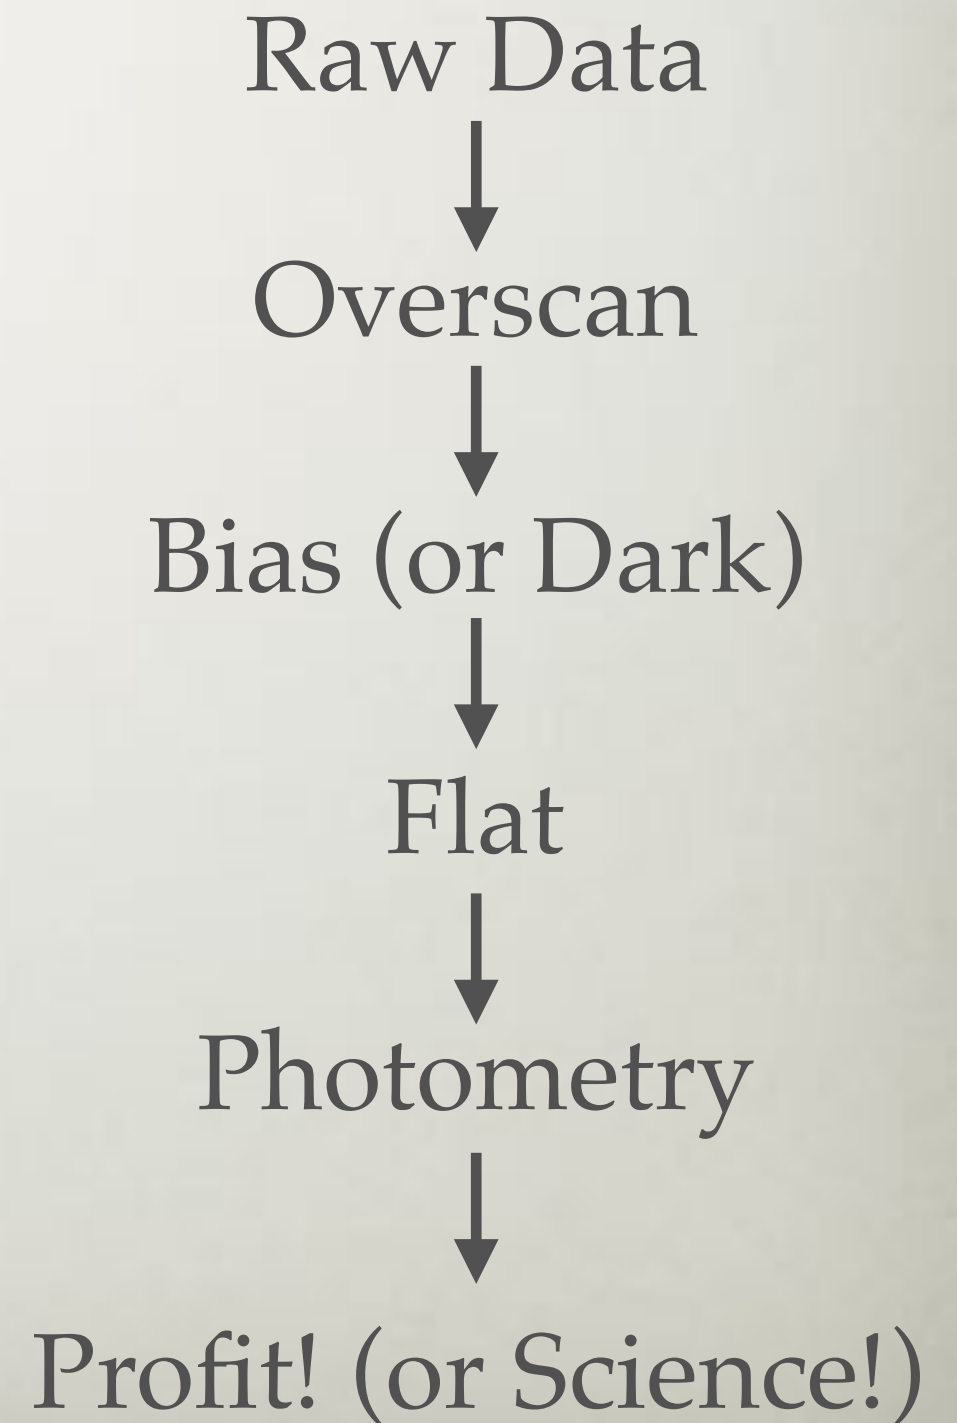 Raw Data
Overscan
Bias (or Dark)
Flat
Photometry
Profit! (or Science!)